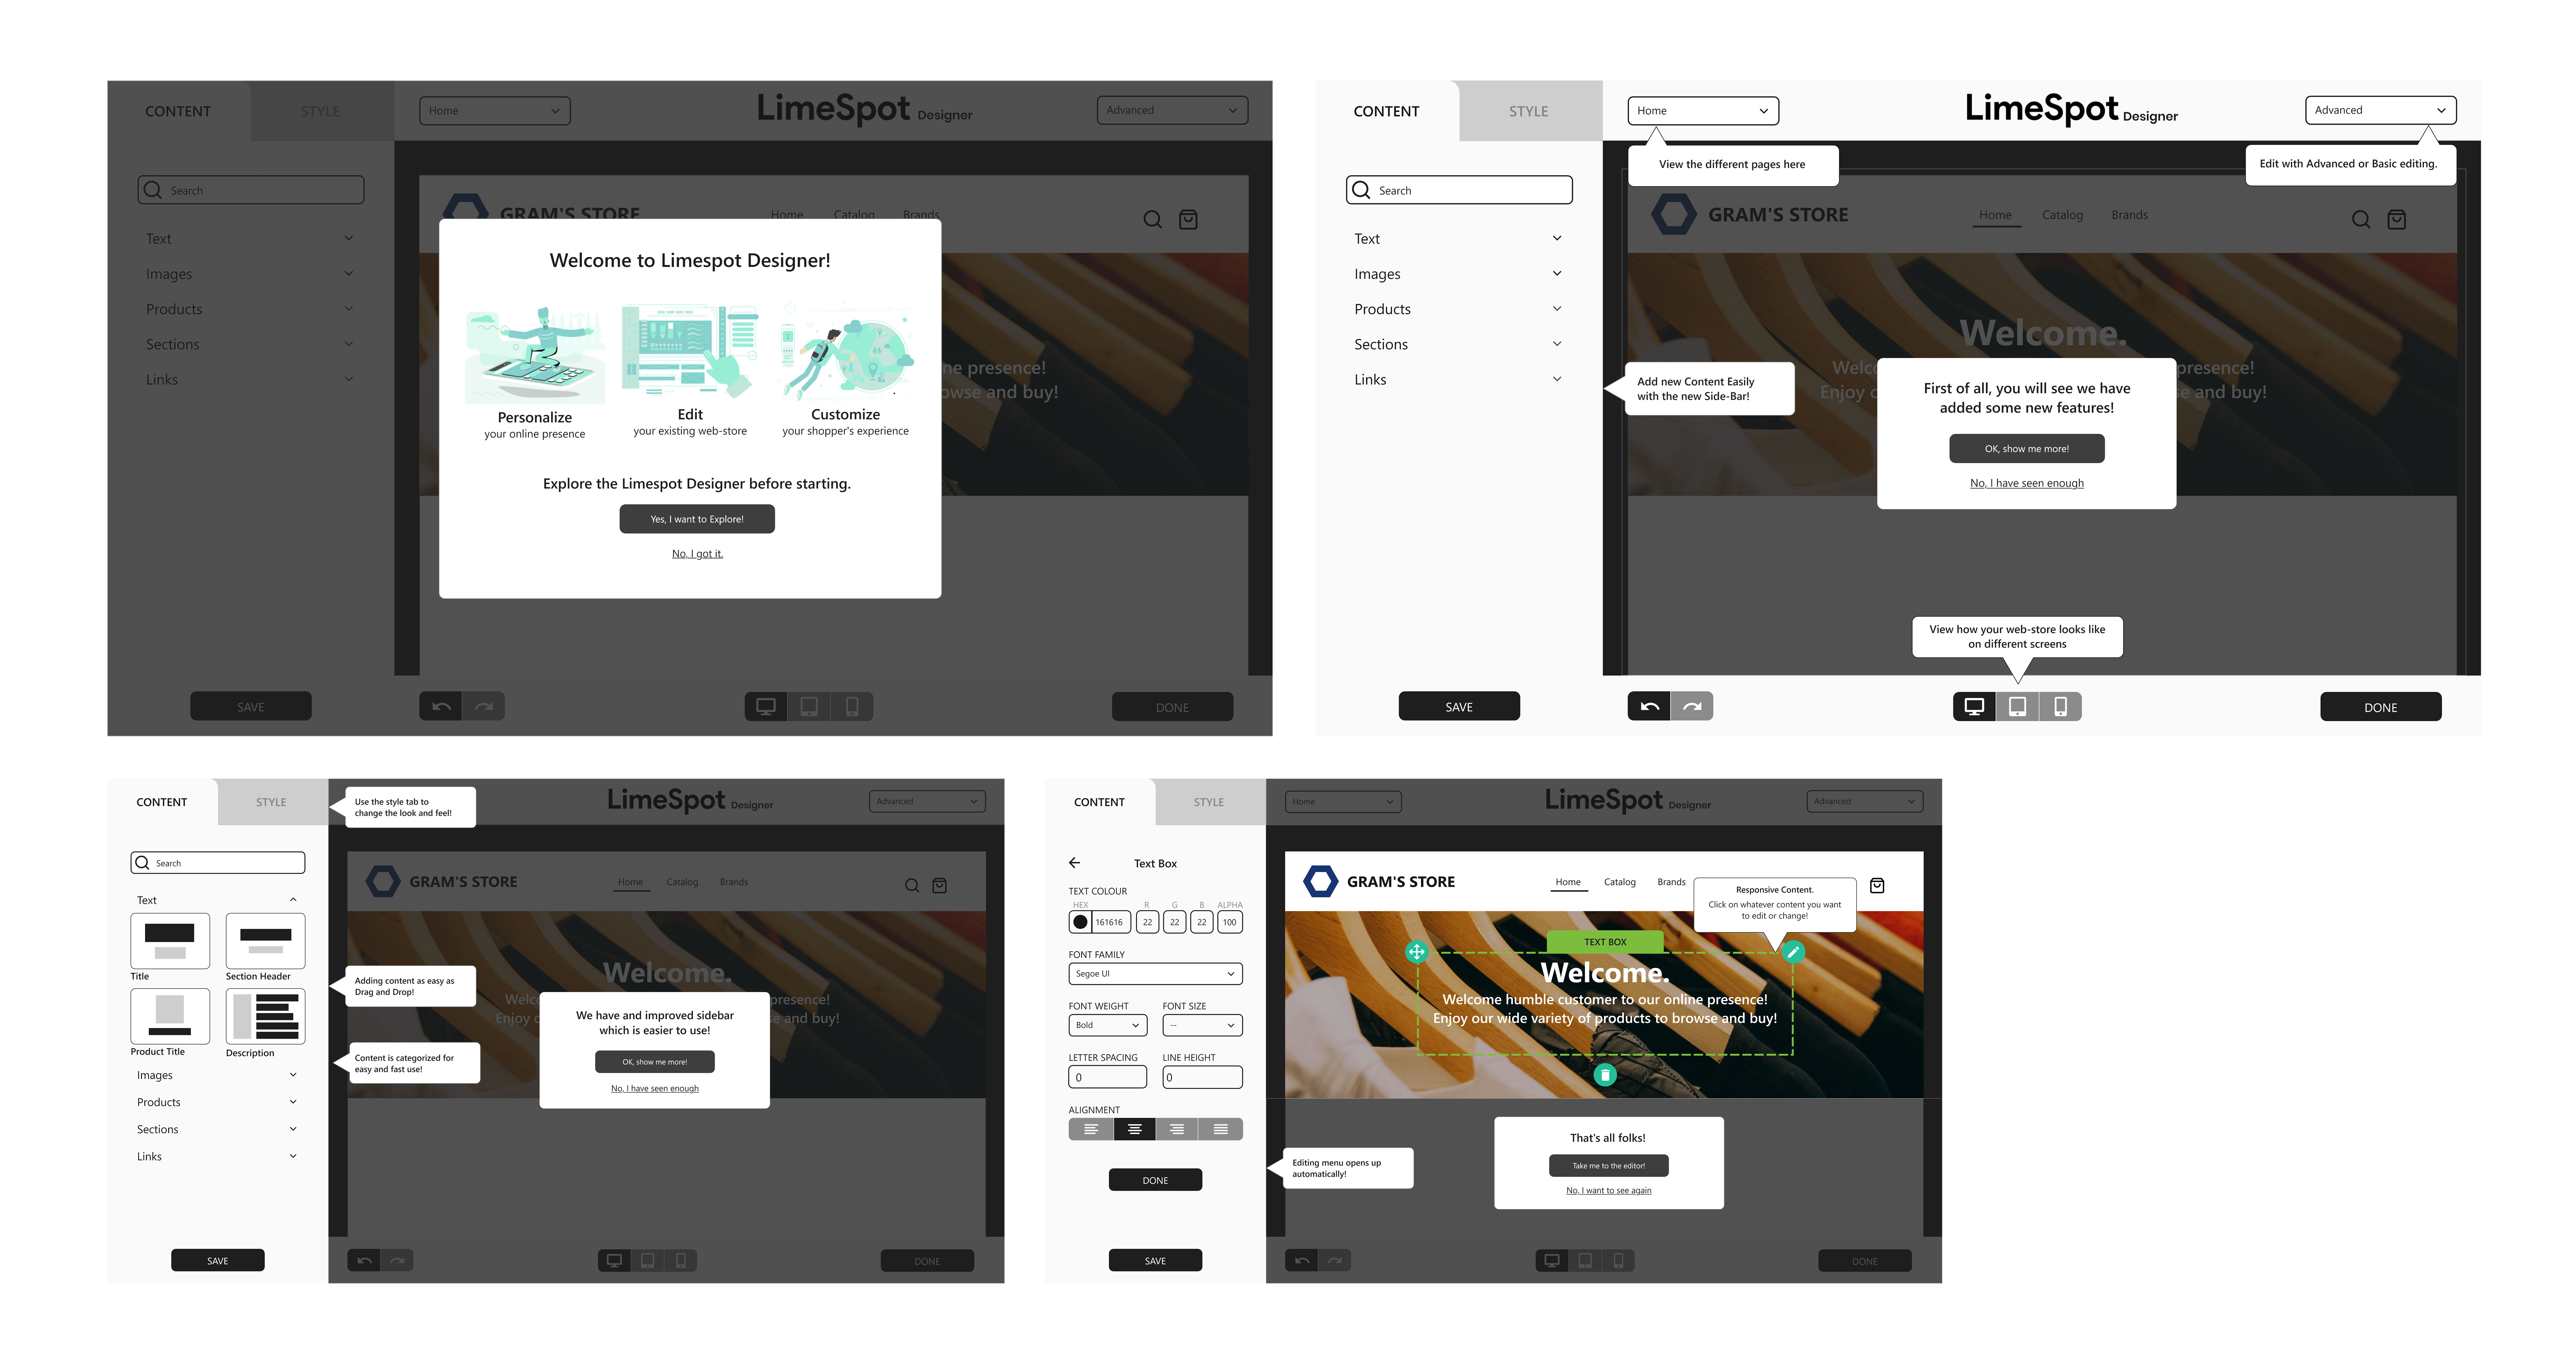 CONTENT
STYLE
Home
LimeSpot Designer
Advanced
Search
Text
Images
Products
Sections
Links
GRAM'S STORE
Home Catalog Brands
ne presence!
owse and buy!
Welcome to Limespot Designer!
Personalize
your online presence
Edit
your existing web-store
Customize
your shopper's experience
Explore the Limespot Designer before starting.
Yes, I want to Explore!
No, I got it.
SAVE
DONE
CONTENT
STYLE
Home
LimeSpot Designer
Advanced
View the different pages here
Edit with Advanced or Basic editing.
Search
Text
Images
Products
Sections
Links
GRAM'S STORE
Home Catalog Brands
Welcome.
Welc
presence!
Enjoy c
se and buy!
Add new Content Easily
with the new Side-Bar!
First of all, you will see we have
added some new features!
OK, show me more!
No, I have seen enough
View how your web-store looks like
on different screens
SAVE
DONE
CONTENT
STYLE
Use the style tab to
change the look and feel!
LimeSpot Designer
Advanced
Search
Text
Title
Section Header
Product Title
Description
Images
Products
Sections
Links
GRAM'S STORE
Home Catalog Brands
Adding content as easy as
Drag and Drop!
Content is categorized for
easy and fast use!
Welcome.
Welc
presence!
Enjoy o
se and buy!
We have and improved sidebar
which is easier to use!
OK, show me more!
No, I have seen enough
SAVE
DONE
CONTENT
STYLE
Home
LimeSpot Designer
Advanced
Text Box
TEXT COLOUR
HEX R G B ALPHA
161616 22 22 22 100
FONT FAMILY
Segoe UI
FONT WEIGHT FONT SIZE
Bold --
LETTER SPACING LINE HEIGHT
0 0
ALIGNMENT
DONE
SAVE
GRAM'S STORE
Home Catalog Brands
Responsive Content.
Click on whatever content you want
to edit or change!
TEXT BOX
Welcome.
Welcome humble customer to our online presence!
Enjoy our wide variety of products to browse and buy!
Editing menu opens up
automatically!
That's all folks!
Take me to the editor!
No, I want to see again
DONE